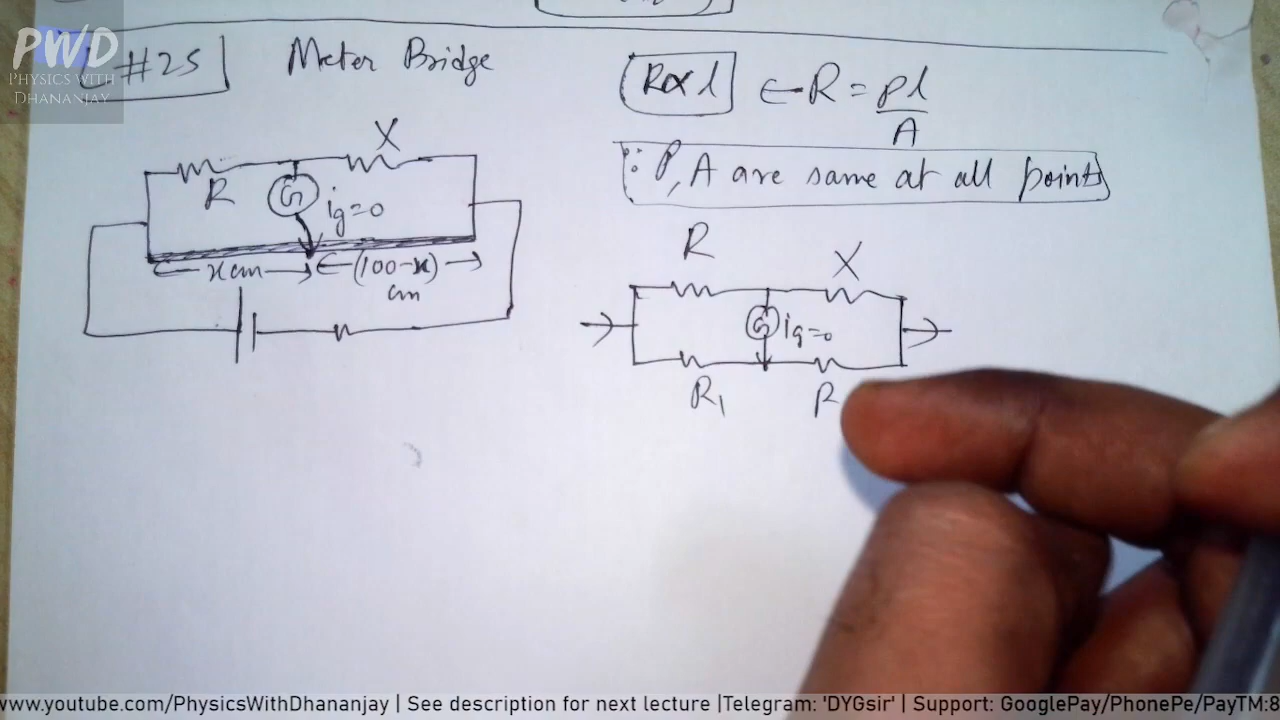 PWD
PHYSICS WITH
DHANANJAY
L #25
Meter Bridge
R∝l ← R = ρl/A
∵ ρ, A are same at all points
R
X
G
ig=0
x cm
(100-x)
cm
R
X
G
ig=0
R1
R
www.youtube.com/PhysicsWithDhananjay | See description for next lecture |Telegram: 'DYGsir' | Support: GooglePay/PhonePe/PayTM:8